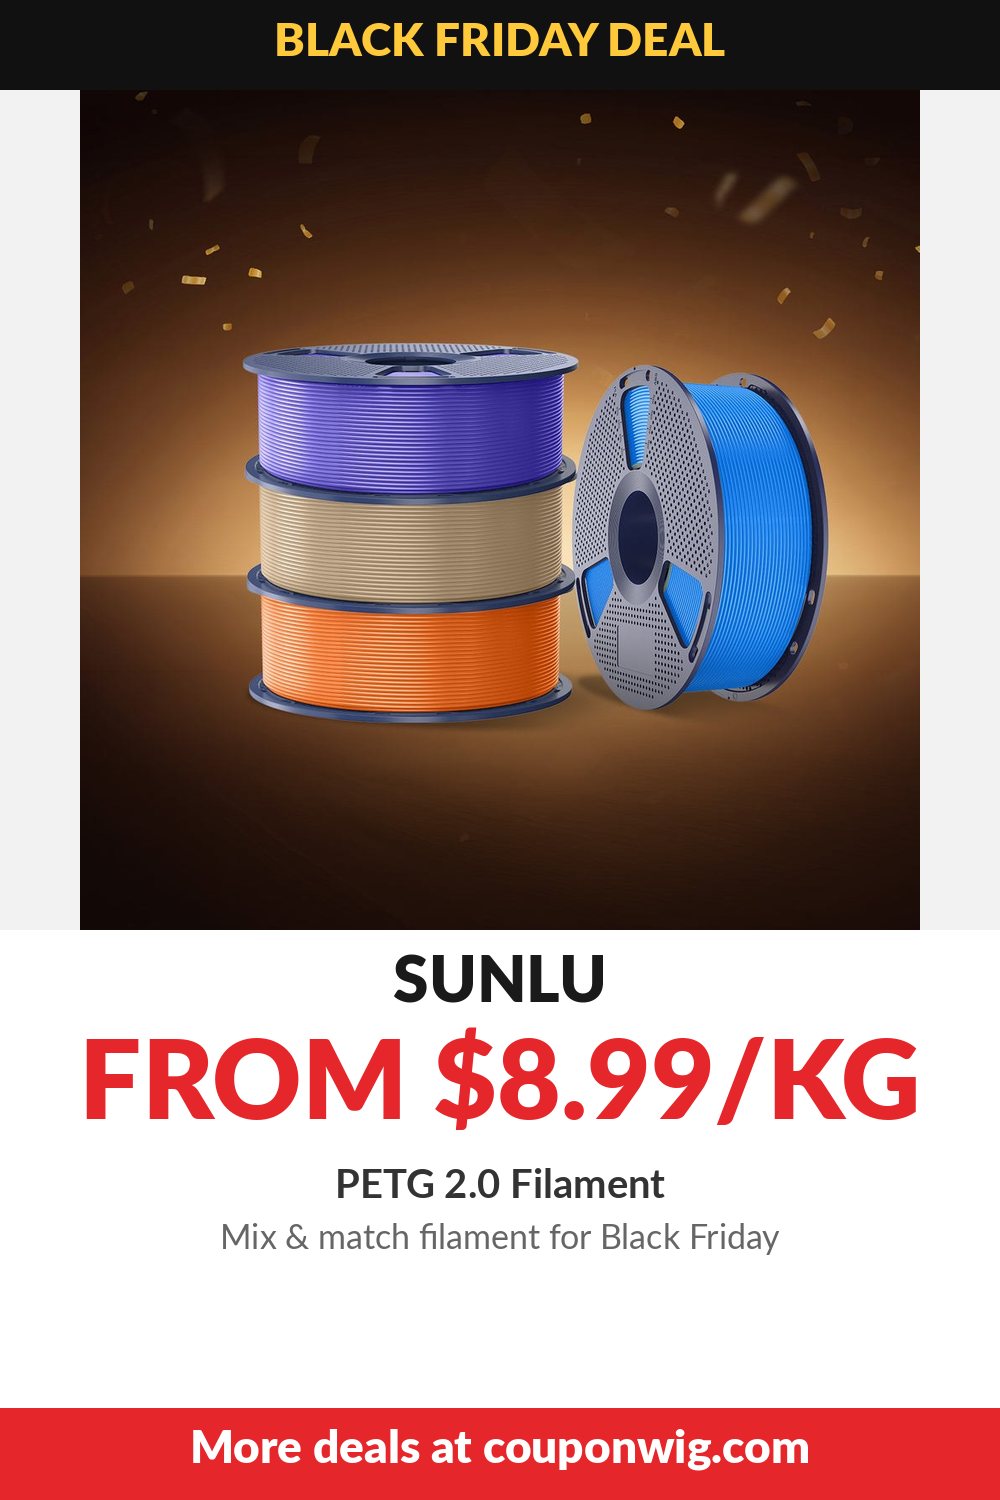 BLACK FRIDAY DEAL
SUNLU
FROM $8.99/KG
PETG 2.0 Filament
Mix & match filament for Black Friday
More deals at couponwig.com